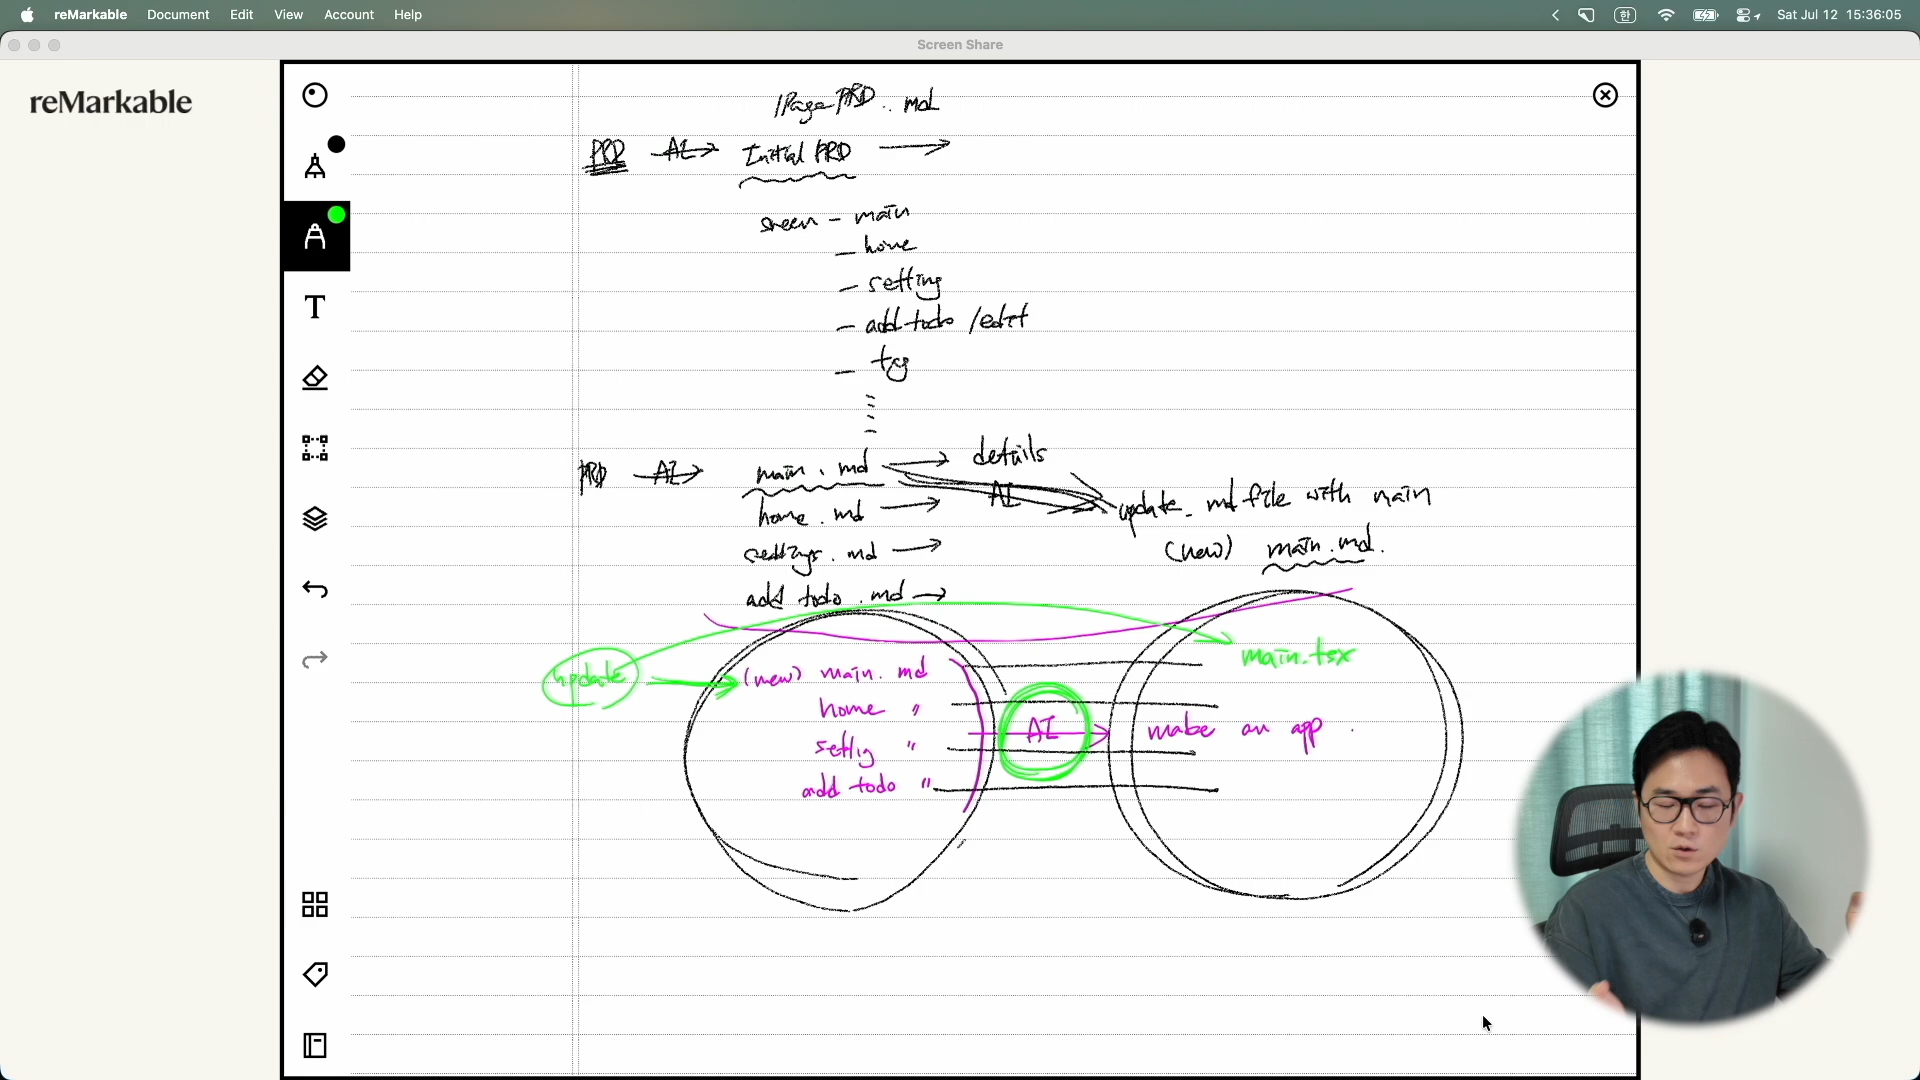 reMarkable Document Edit View Account Help
한 Sat Jul 12 15:36:05
Screen Share
reMarkable
1Page PRD .. md
PRD AI → Initial PRD →
screen - main
- home
- setting
- add todo /edit
-
PRD AI → main . md → details
AI → update . md file with main
home . md →
(new) main.md.
settings . md →
add todo . md →
update → (new) main. md
main.tsx
home "
AI → make an app .
settig "
add todo "
T